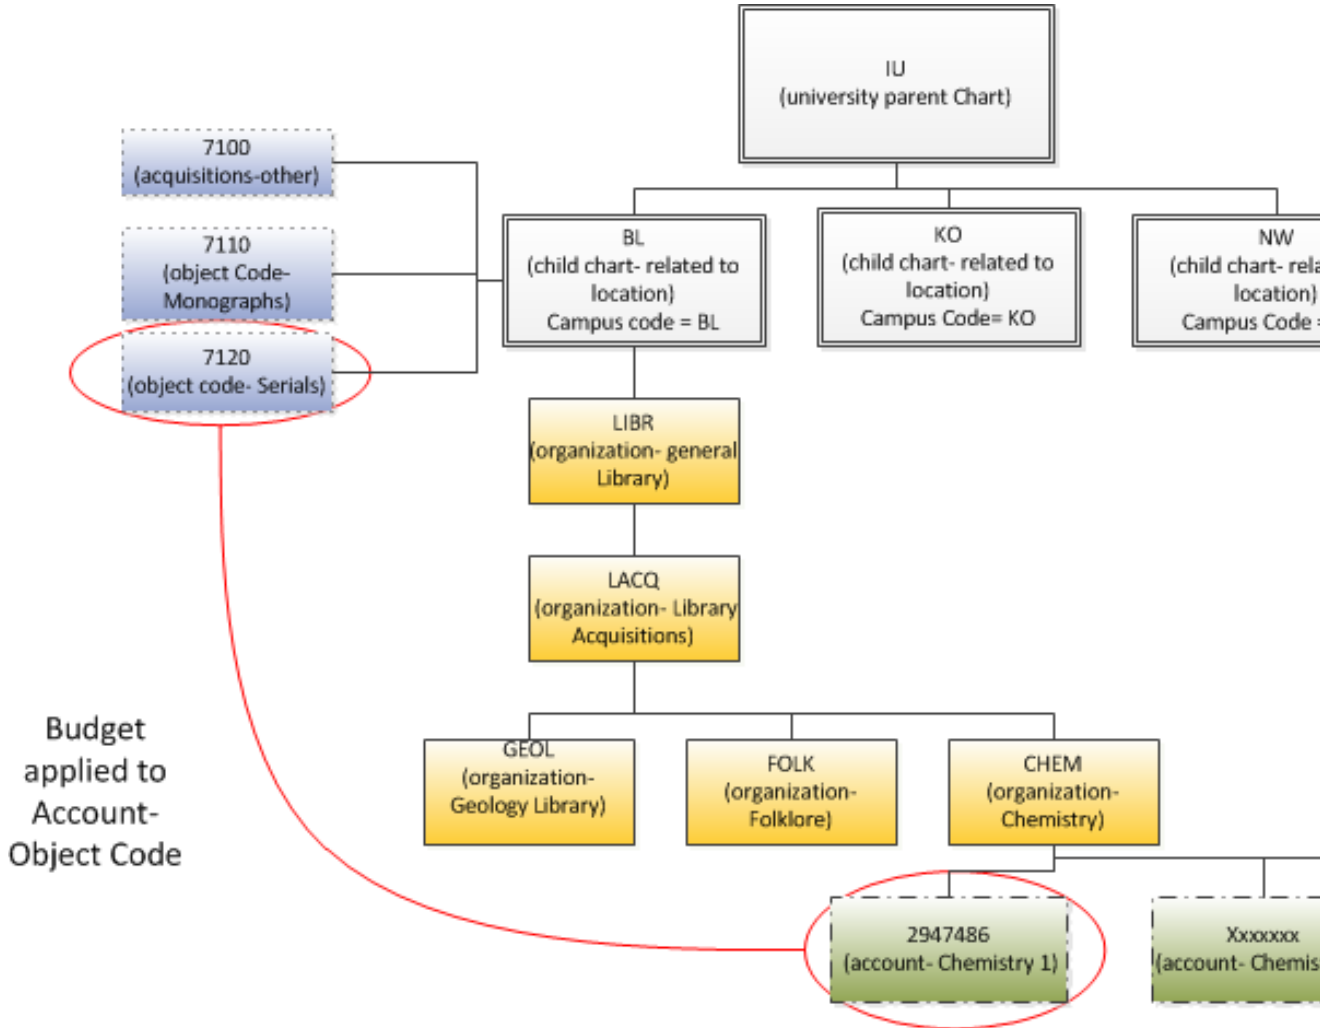 IU
(university parent Chart)
7100
(acquisitions-other)
7110
(object Code-
Monographs)
7120
(object code- Serials)
BL
(child chart- related to
location)
Campus code = BL
KO
(child chart- related to
location)
Campus Code= KO
NW
(child chart- rela
location)
Campus Code =
LIBR
(organization- general
Library)
LACQ
(organization- Library
Acquisitions)
GEOL
(organization-
Geology Library)
FOLK
(organization-
Folklore)
CHEM
(organization-
Chemistry)
Budget
applied to
Account-
Object Code
2947486
(account- Chemistry 1)
Xxxxxxx
(account- Chemis